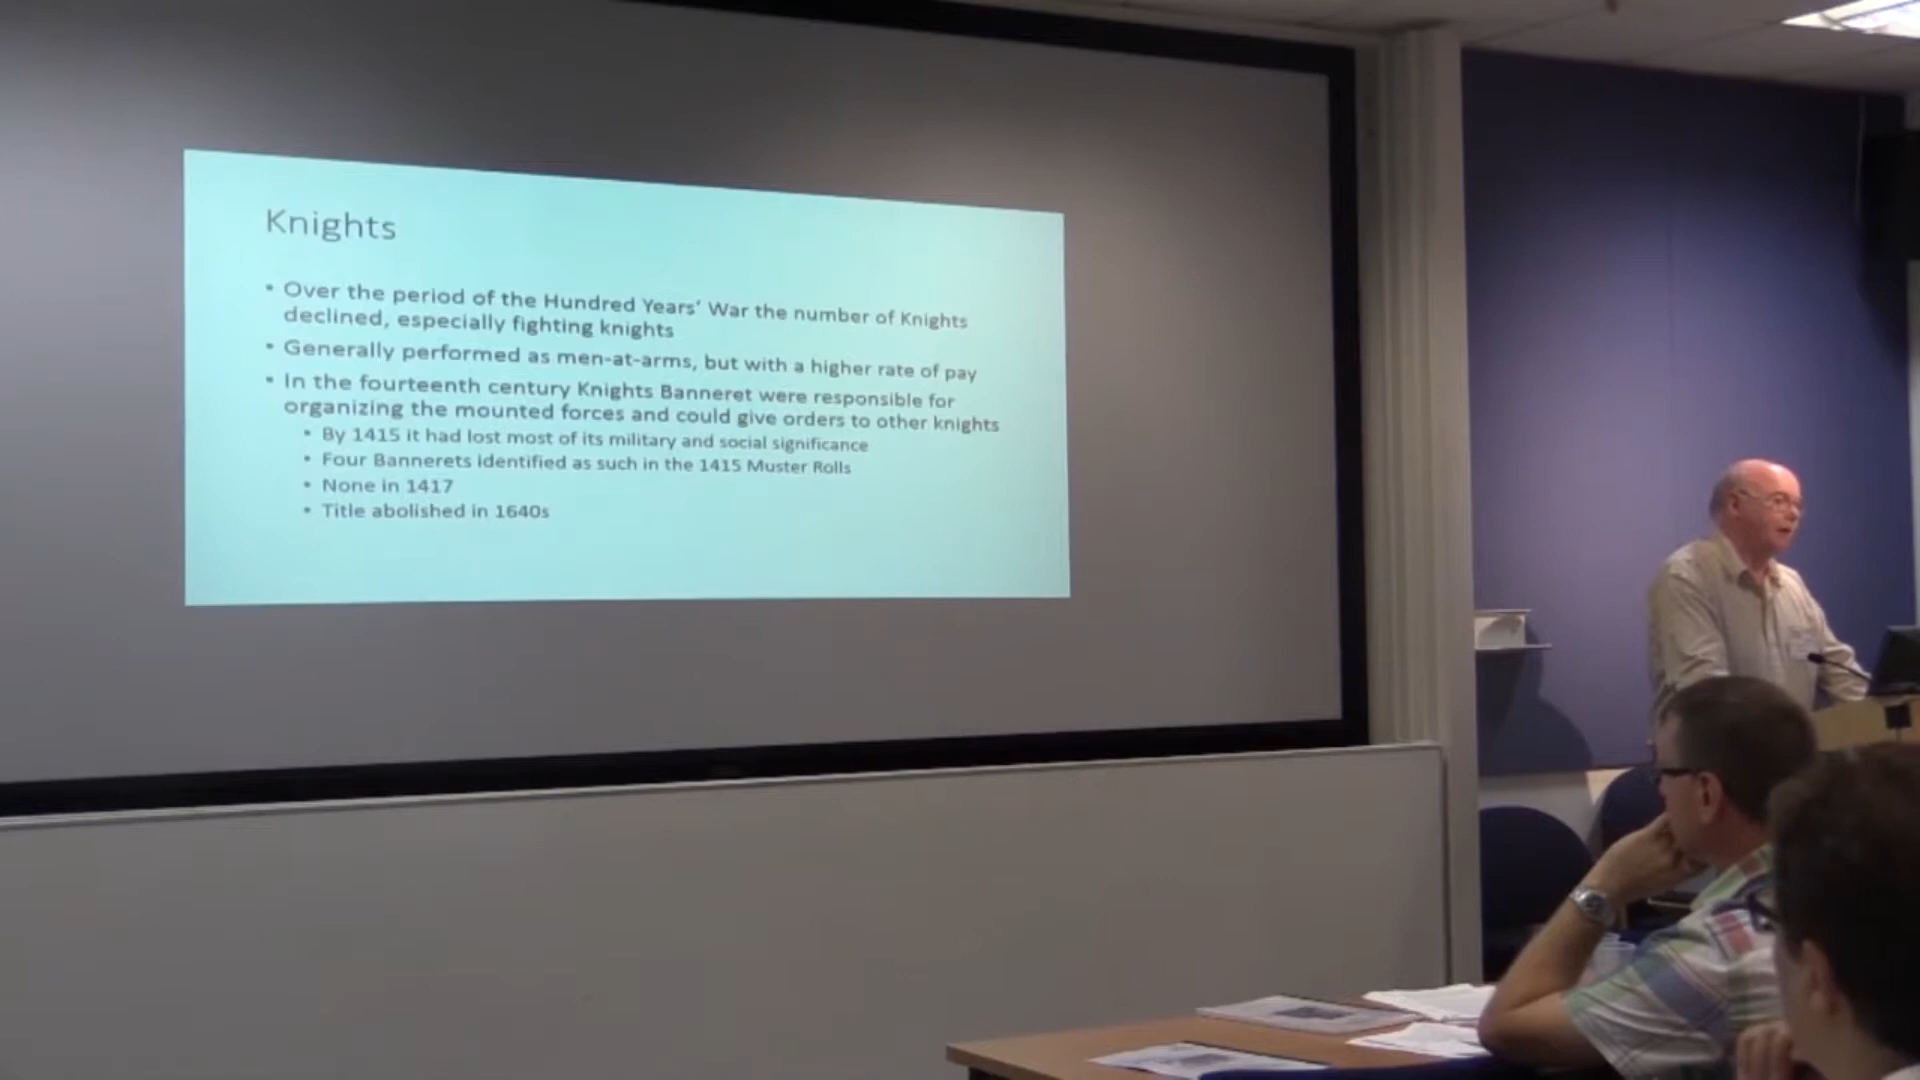 Knights
• Over the period of the Hundred Years' War the number of Knights
declined, especially fighting knights
• Generally performed as men-at-arms, but with a higher rate of pay
• In the fourteenth century Knights Banneret were responsible for
organizing the mounted forces and could give orders to other knights
• By 1415 it had lost most of its military and social significance
• Four Bannerets identified as such in the 1415 Muster Rolls
• None in 1417
• Title abolished in 1640s